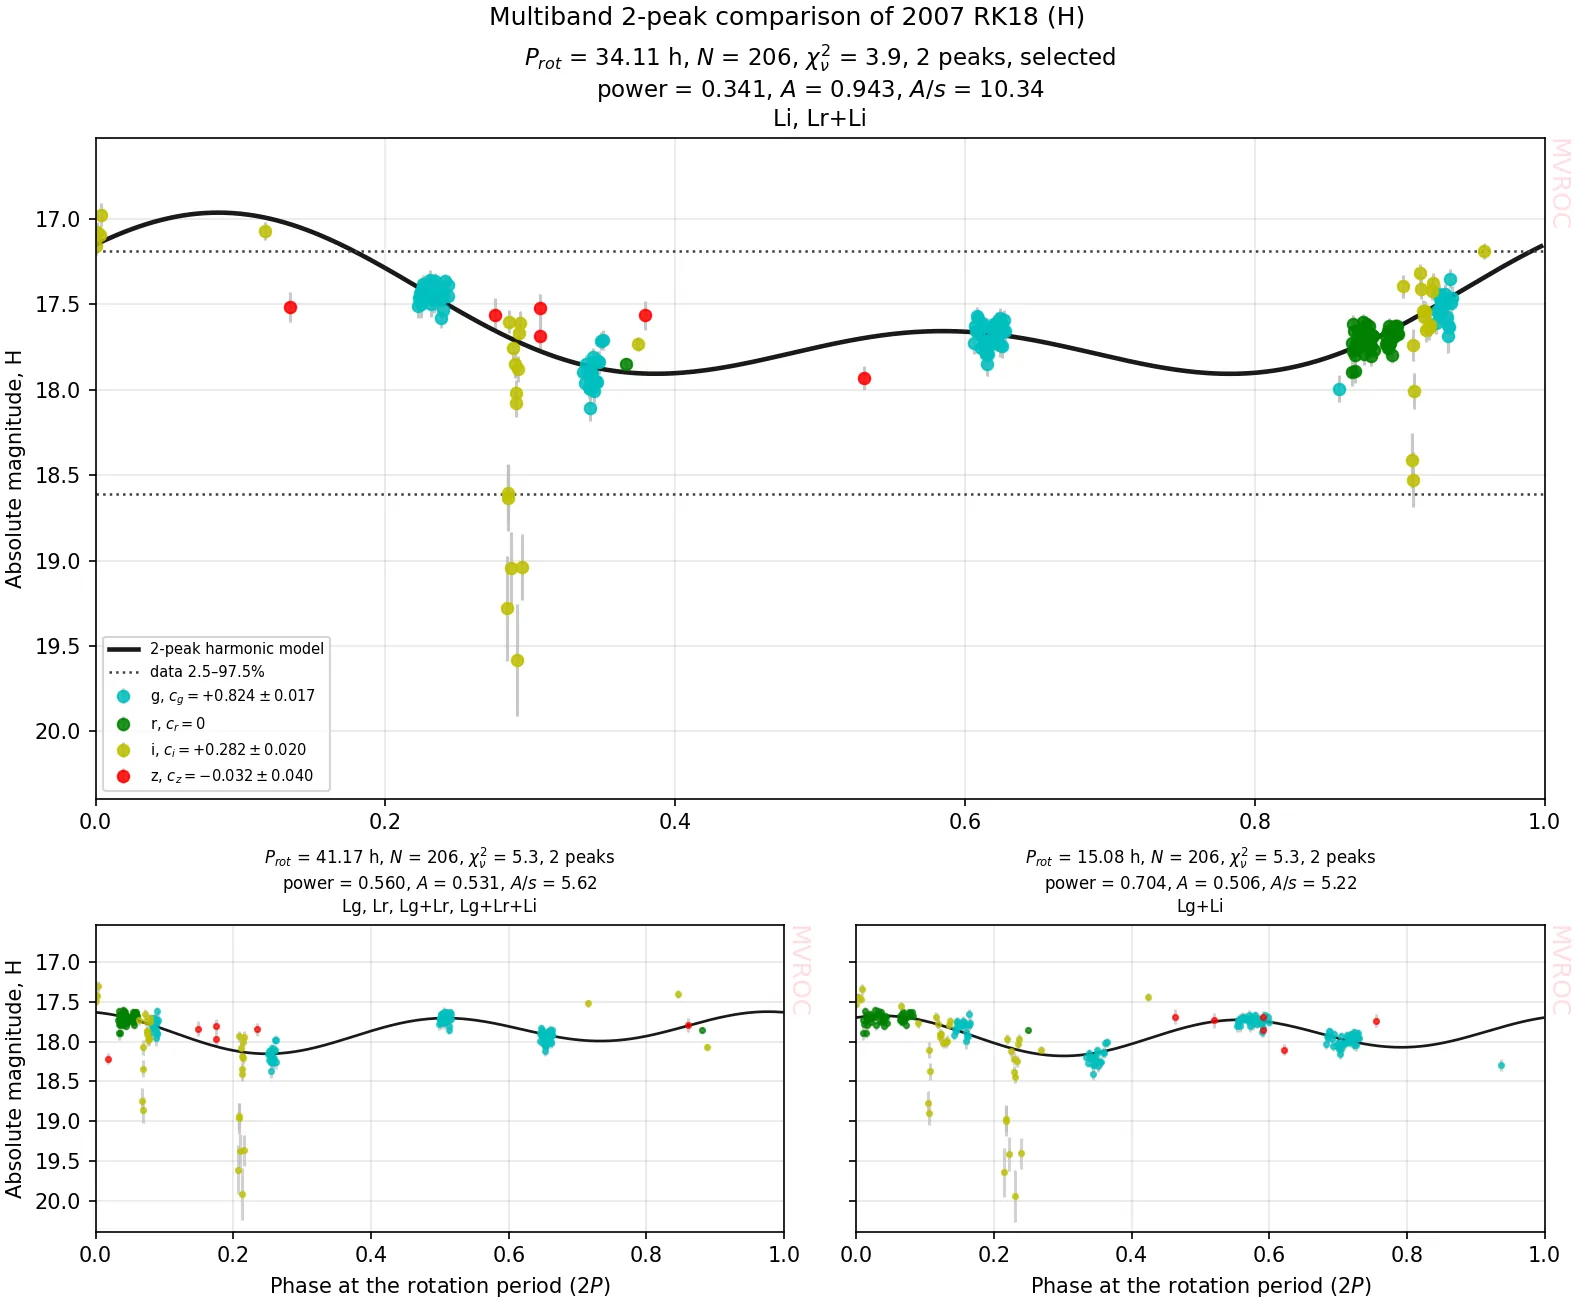 Multiband 2-peak comparison of 2007 RK18 (H)
P_rot = 34.11 h, N = 206, χ²_ν = 3.9, 2 peaks, selected
power = 0.341, A = 0.943, A/s = 10.34
Li, Lr+Li
MVROC
Absolute magnitude, H
17.0
17.5
18.0
18.5
19.0
19.5
20.0
2-peak harmonic model
data 2.5–97.5%
g, c_g = +0.824 ± 0.017
r, c_r = 0
i, c_i = +0.282 ± 0.020
z, c_z = −0.032 ± 0.040
0.0 0.2 0.4 0.6 0.8 1.0
P_rot = 41.17 h, N = 206, χ²_ν = 5.3, 2 peaks
power = 0.560, A = 0.531, A/s = 5.62
Lg, Lr, Lg+Lr, Lg+Lr+Li
MVROC
Absolute magnitude, H
17.0
17.5
18.0
18.5
19.0
19.5
20.0
0.0 0.2 0.4 0.6 0.8 1.0
Phase at the rotation period (2P)
P_rot = 15.08 h, N = 206, χ²_ν = 5.3, 2 peaks
power = 0.704, A = 0.506, A/s = 5.22
Lg+Li
MVROC
0.0 0.2 0.4 0.6 0.8 1.0
Phase at the rotation period (2P)